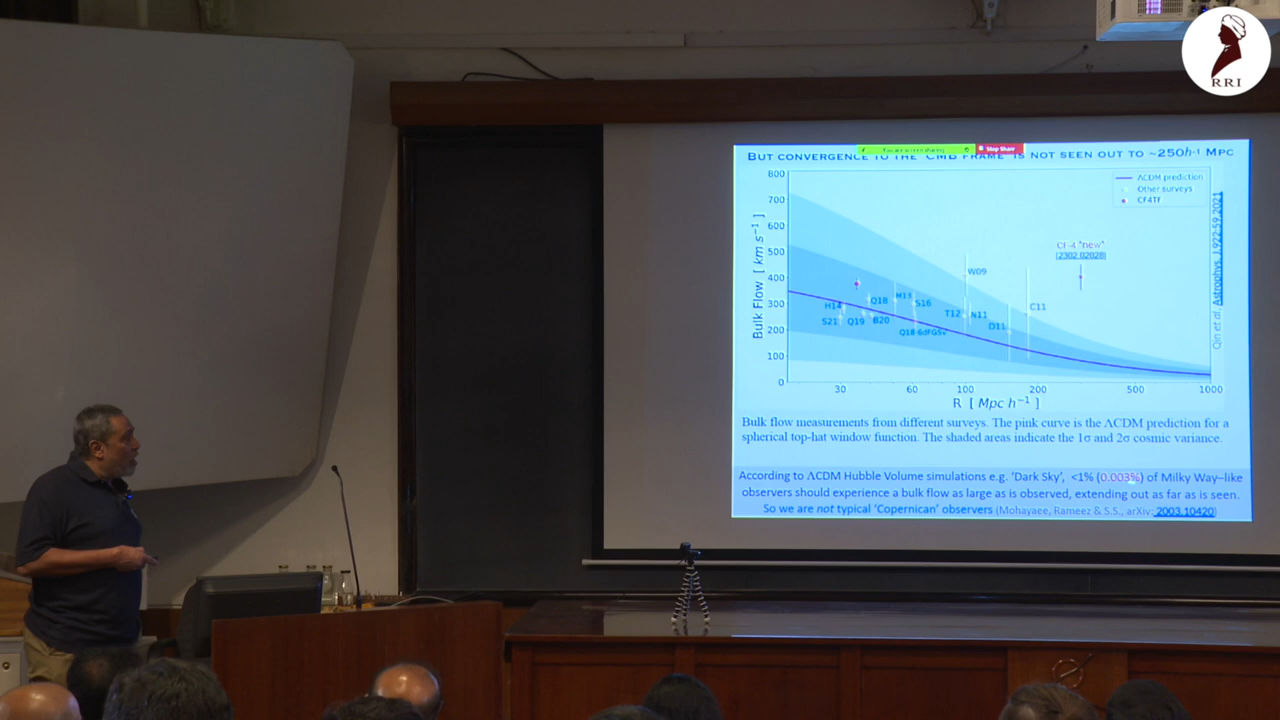 RRI
You are screen sharing
Stop Share
BUT CONVERGENCE TO THE 'CMB FRAME' IS NOT SEEN OUT TO ~250h⁻¹ MPC
800
700
600
500
400
300
200
100
0
Bulk Flow [ km s⁻¹ ]
ΛCDM prediction
Other surveys
CF4TF
CF-4 "new"
[2302.02028]
W09
H14
Q18
M13
S16
C11
S21
Q19
B20
T12
N11
D11
Q18-6dFGSv
30
60
100
200
500
1000
R [ Mpc h⁻¹ ]
Qin et al, Astrophys. J. 922:59,2021
Bulk flow measurements from different surveys. The pink curve is the ΛCDM prediction for a
spherical top-hat window function. The shaded areas indicate the 1σ and 2σ cosmic variance.
According to ΛCDM Hubble Volume simulations e.g. 'Dark Sky', <1% (0.003%) of Milky Way–like
observers should experience a bulk flow as large as is observed, extending out as far as is seen.
So we are not typical 'Copernican' observers (Mohayaee, Rameez & S.S., arXiv: 2003.10420)